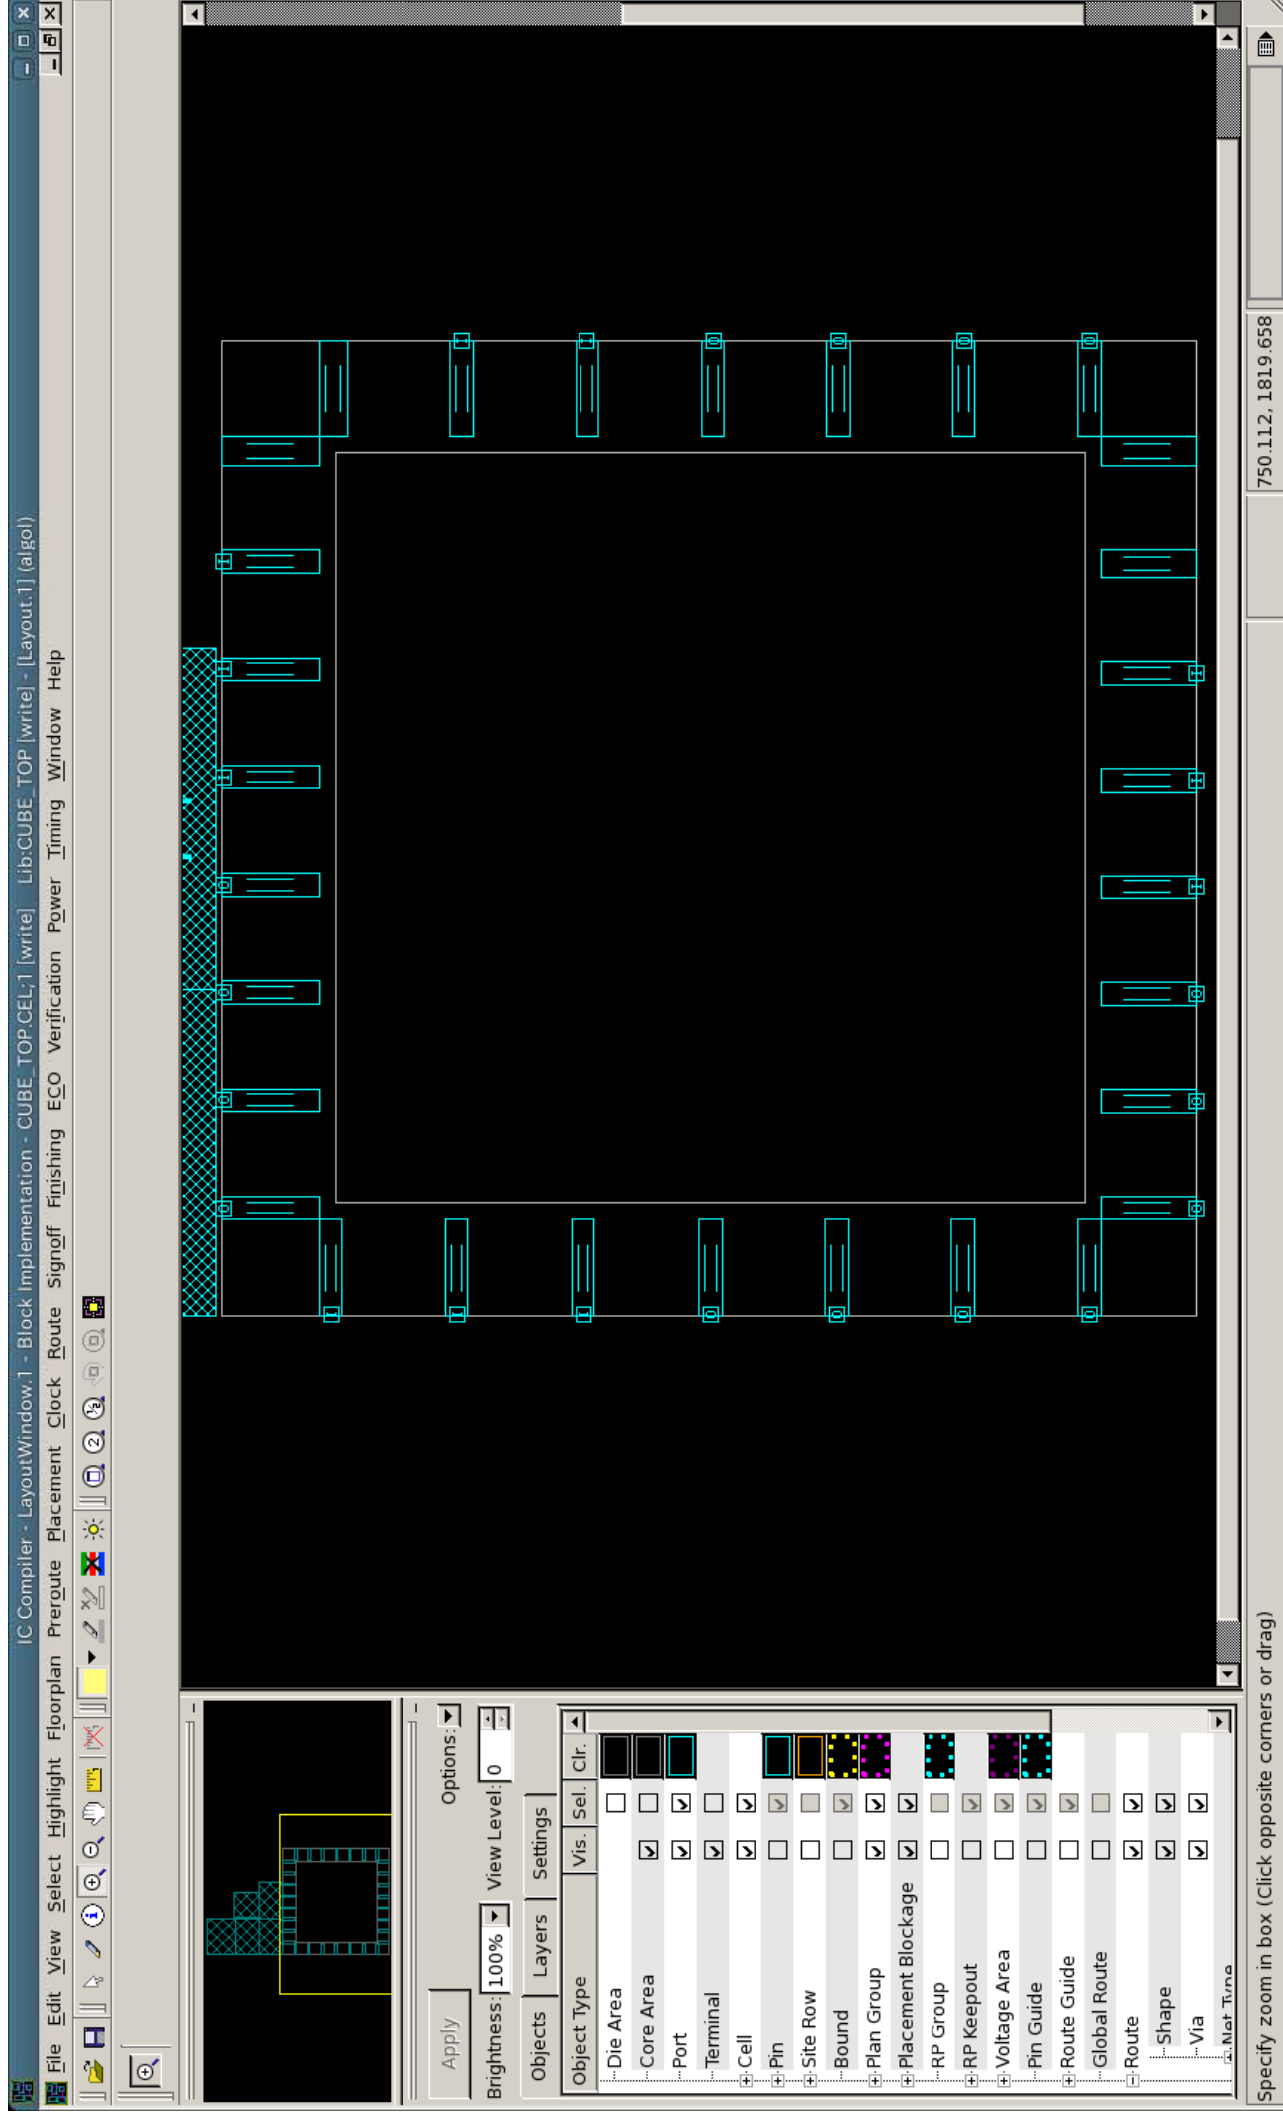 IC Compiler - LayoutWindow.1 - Block Implementation - CUBE_TOP.CEL;1 [write]    Lib:CUBE_TOP [write] - [Layout.1] (algol)
File Edit View Select Highlight Floorplan Preroute Placement Clock Route Signoff Finishing ECO Verification Power Timing Window Help
Apply
Options:
Brightness: 100% View Level: 0
Objects Layers Settings
Object Type Vis. Sel. Clr.
Die Area
Core Area
Port
Terminal
Cell
Pin
Site Row
Bound
Plan Group
Placement Blockage
RP Group
RP Keepout
Voltage Area
Pin Guide
Route Guide
Global Route
Route
Shape
Via
Net Type
Specify zoom in box (Click opposite corners or drag)
750.112, 1819.658